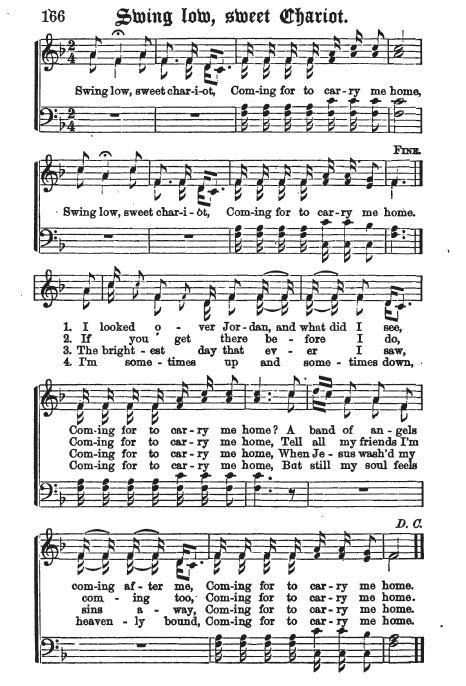 166 Swing low, sweet Chariot.
Swing low, sweet char-i-ot, Com-ing for to car-ry me home,
FINE.
Swing low, sweet char-i-ot, Com-ing for to car-ry me home.
1. I looked o-ver Jor-dan, and what did I see,
2. If you get there be-fore I do,
3. The bright-est day that ev-er I saw,
4. I'm some-times up and some-times down,
Com-ing for to car-ry me home? A band of an-gels
Com-ing for to car-ry me home, Tell all my friends I'm
Com-ing for to car-ry me home, When Je-sus wash'd my
Com-ing for to car-ry me home, But still my soul feels
D. C.
com-ing af-ter me, Com-ing for to car-ry me home.
com-ing too, Com-ing for to car-ry me home.
sins a-way, Com-ing for to car-ry me home.
heaven-ly bound, Com-ing for to car-ry me home.